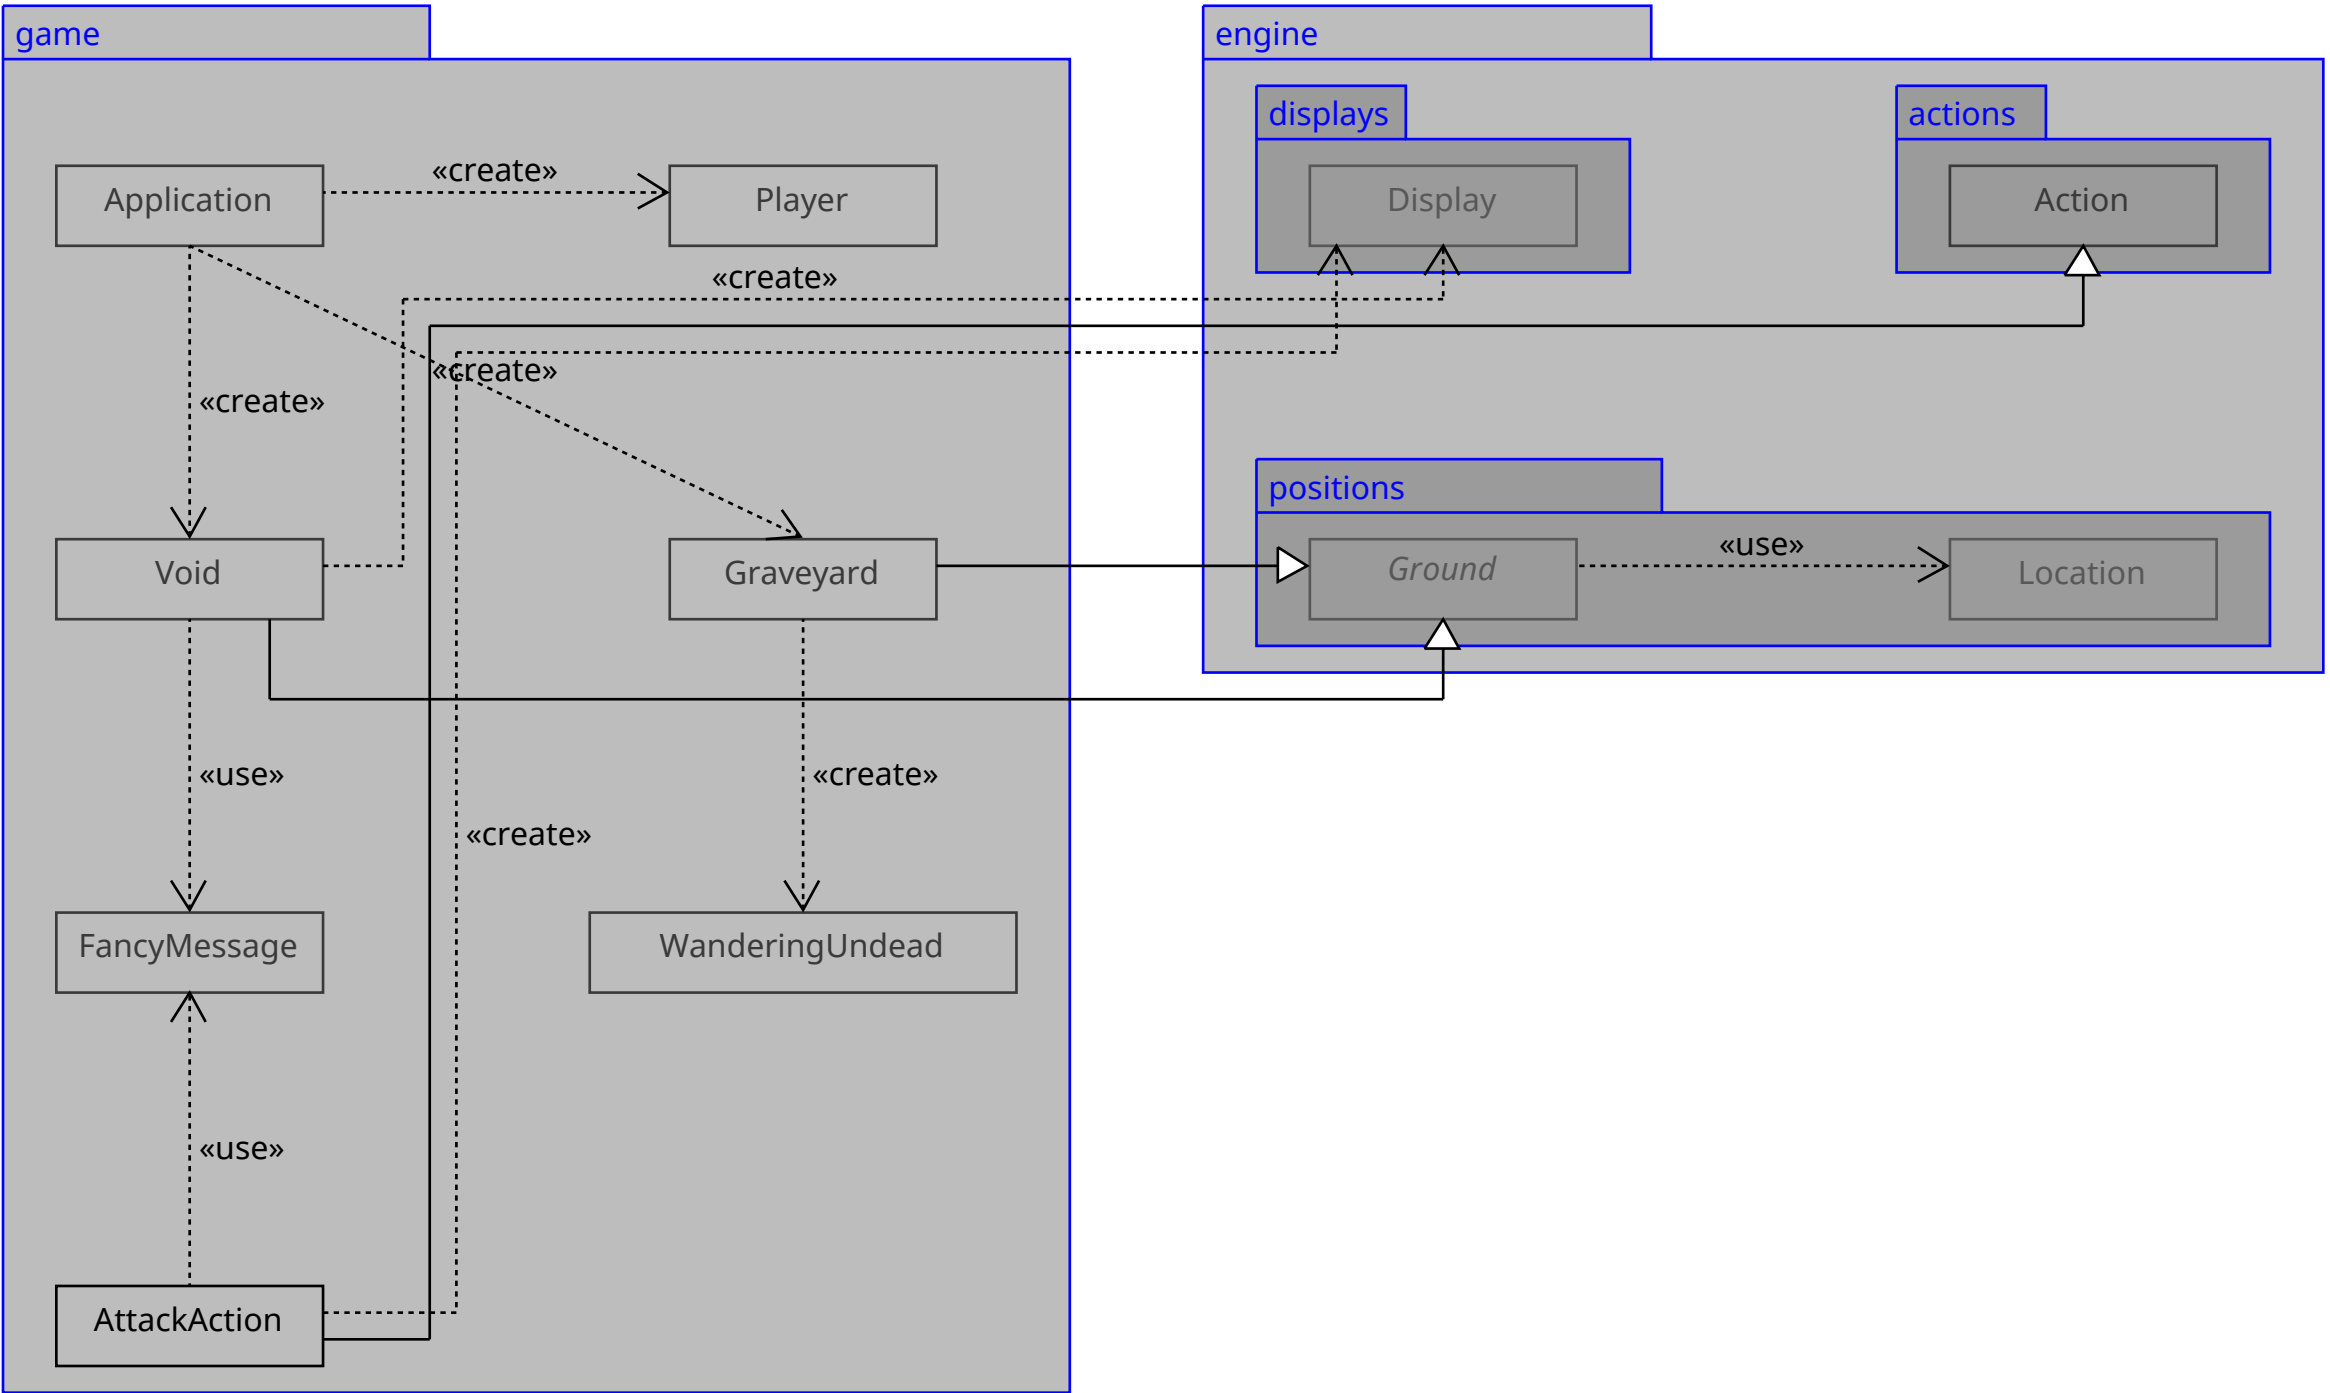 game
engine
displays
actions
Application
«create»
Player
Display
Action
«create»
«create»
«create»
positions
Void
Graveyard
Ground
«use»
Location
«use»
«create»
«create»
FancyMessage
WanderingUndead
«use»
AttackAction